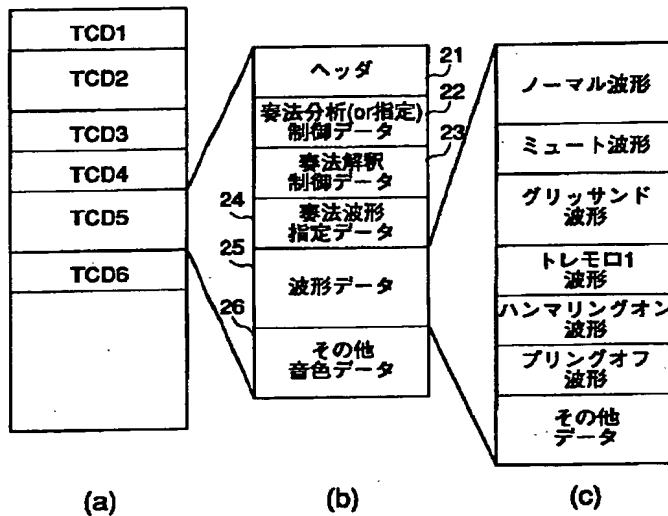 TCD1
TCD2
TCD3
TCD4
TCD5
TCD6
(a)
ヘッダ
21
奏法分析(or指定)
制御データ
22
奏法解釈
制御データ
23
奏法波形
指定データ
24
波形データ
25
その他
音色データ
26
(b)
ノーマル波形
ミュート波形
グリッサンド
波形
トレモロ1
波形
ハンマリングオン
波形
プリングオフ
波形
その他
データ
(c)